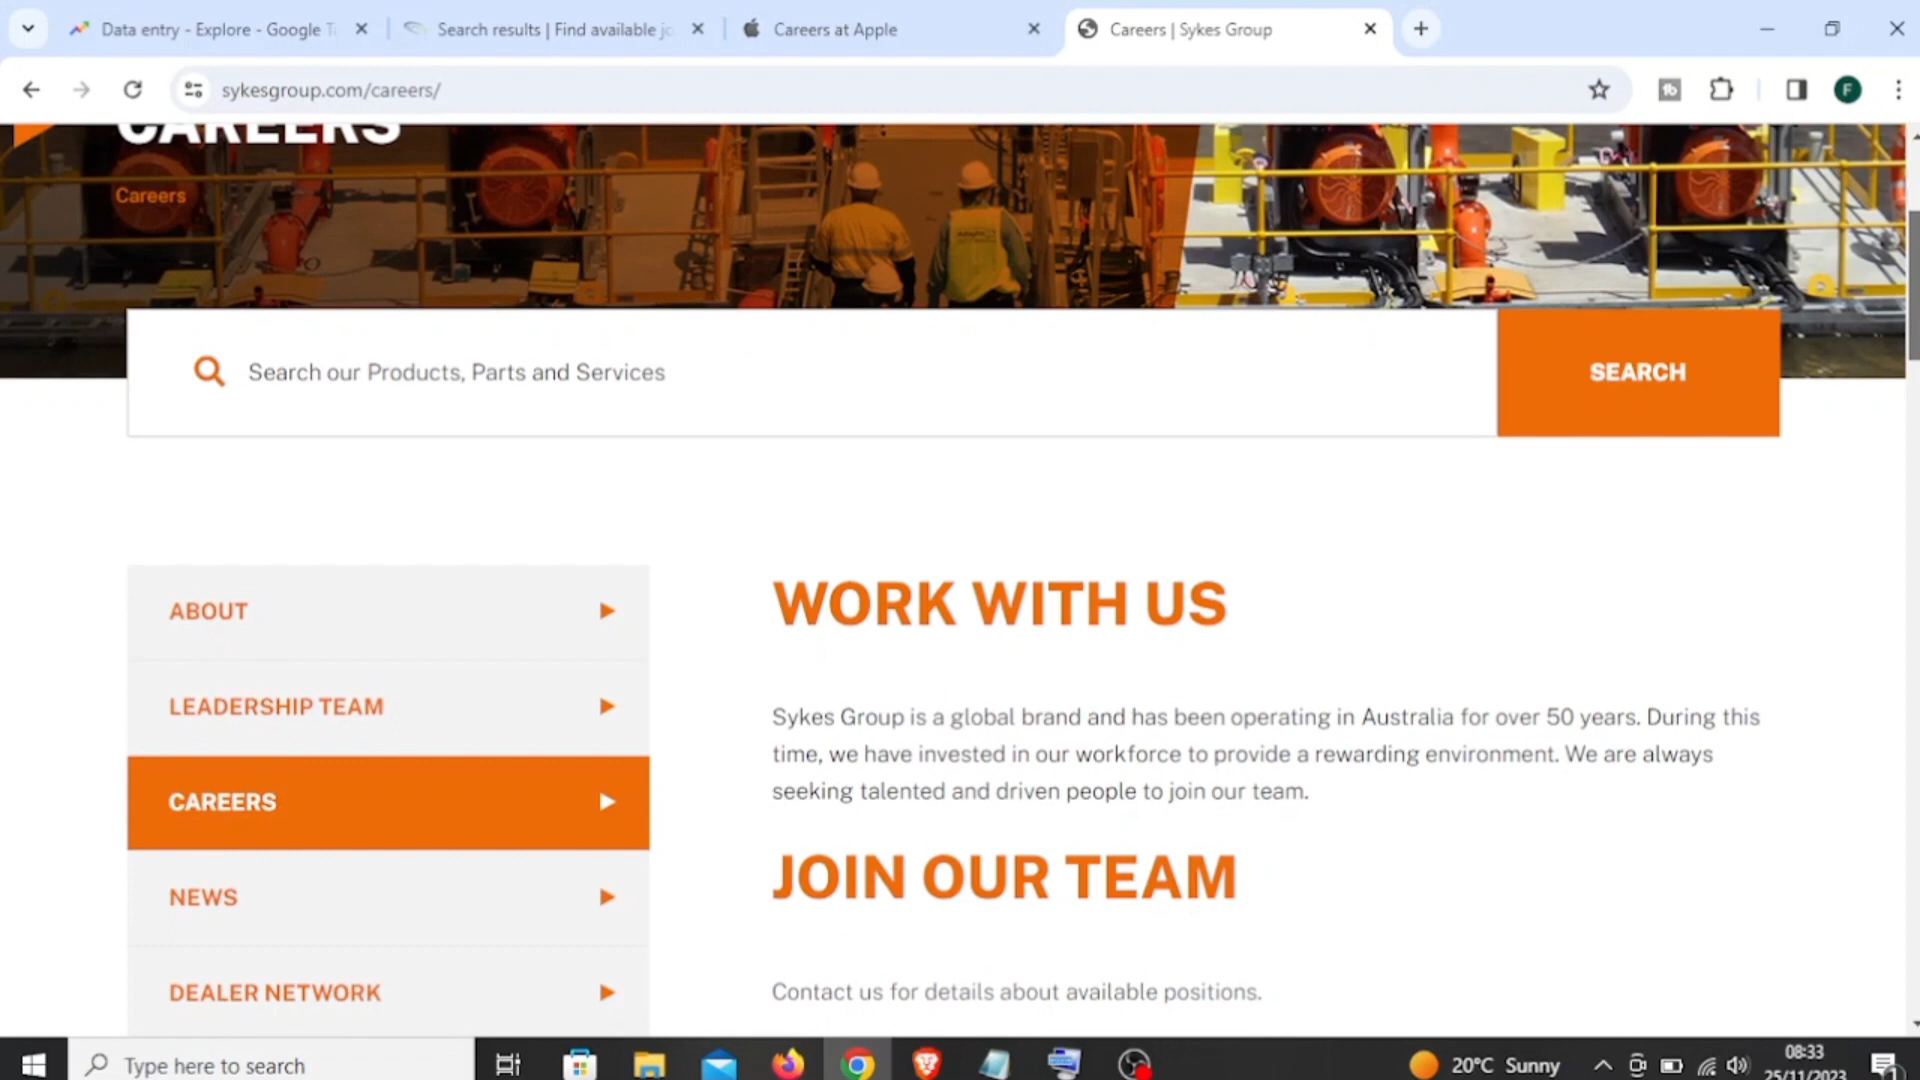 Data entry - Explore - Google T
Search results | Find available jo
Careers at Apple
Careers | Sykes Group
sykesgroup.com/careers/
F
CAREERS
Careers
Search our Products, Parts and Services
SEARCH
ABOUT
LEADERSHIP TEAM
CAREERS
NEWS
DEALER NETWORK
WORK WITH US
Sykes Group is a global brand and has been operating in Australia for over 50 years. During this
time, we have invested in our workforce to provide a rewarding environment. We are always
seeking talented and driven people to join our team.
JOIN OUR TEAM
Contact us for details about available positions.
Type here to search
20°C Sunny
08:33
25/11/2023
1